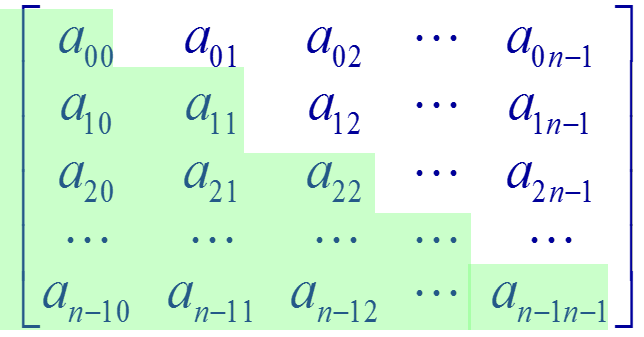 a₀₀ a₀₁ a₀₂ ⋯ a₀ₙ₋₁
a₁₀ a₁₁ a₁₂ ⋯ a₁ₙ₋₁
a₂₀ a₂₁ a₂₂ ⋯ a₂ₙ₋₁
⋯ ⋯ ⋯ ⋯ ⋯
aₙ₋₁₀ aₙ₋₁₁ aₙ₋₁₂ ⋯ aₙ₋₁ₙ₋₁